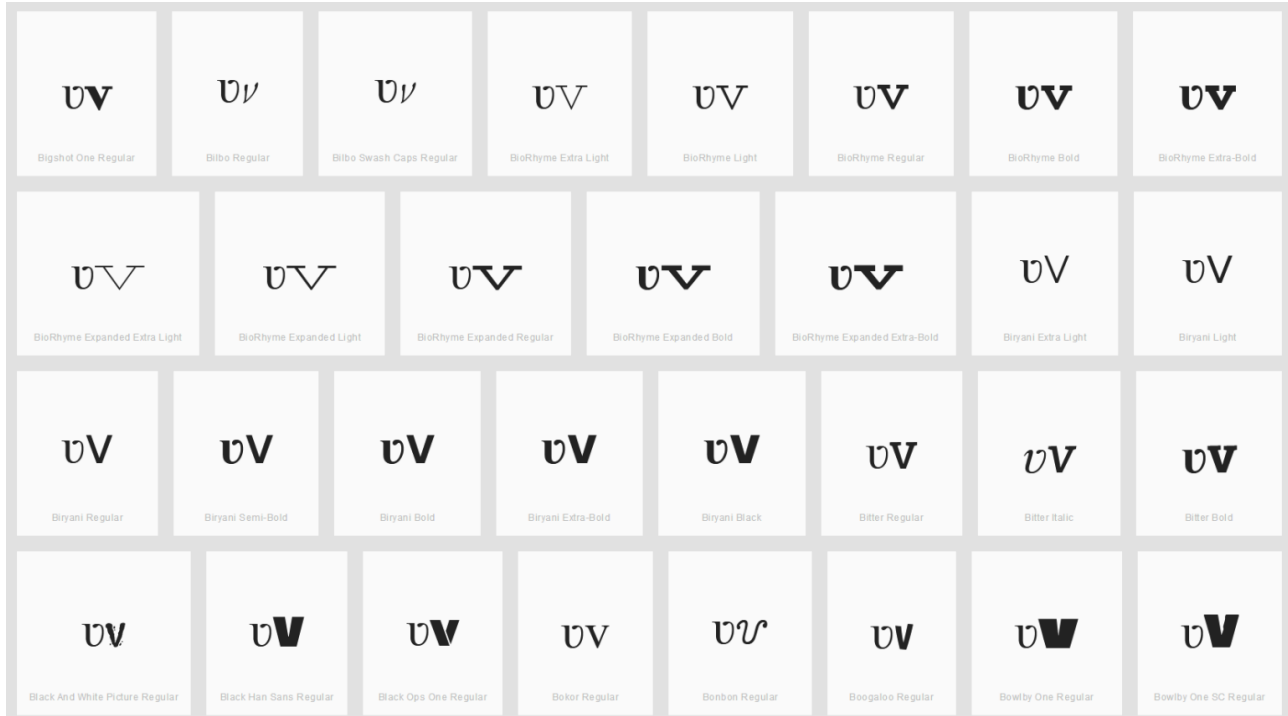 ʋv
Bigshot One Regular
ʋv
Bilbo Regular
ʋv
Bilbo Swash Caps Regular
ʋv
BioRhyme Extra Light
ʋv
BioRhyme Light
ʋv
BioRhyme Regular
ʋv
BioRhyme Bold
ʋv
BioRhyme Extra-Bold
ʋv
BioRhyme Expanded Extra Light
ʋv
BioRhyme Expanded Light
ʋv
BioRhyme Expanded Regular
ʋv
BioRhyme Expanded Bold
ʋv
BioRhyme Expanded Extra-Bold
ʋv
Biryani Extra Light
ʋv
Biryani Light
ʋv
Biryani Regular
ʋv
Biryani Semi-Bold
ʋv
Biryani Bold
ʋv
Biryani Extra-Bold
ʋv
Biryani Black
ʋv
Bitter Regular
ʋv
Bitter Italic
ʋv
Bitter Bold
ʋv
Black And White Picture Regular
ʋv
Black Han Sans Regular
ʋv
Black Ops One Regular
ʋv
Bokor Regular
ʋv
Bonbon Regular
ʋv
Boogaloo Regular
ʋv
Bowlby One Regular
ʋv
Bowlby One SC Regular